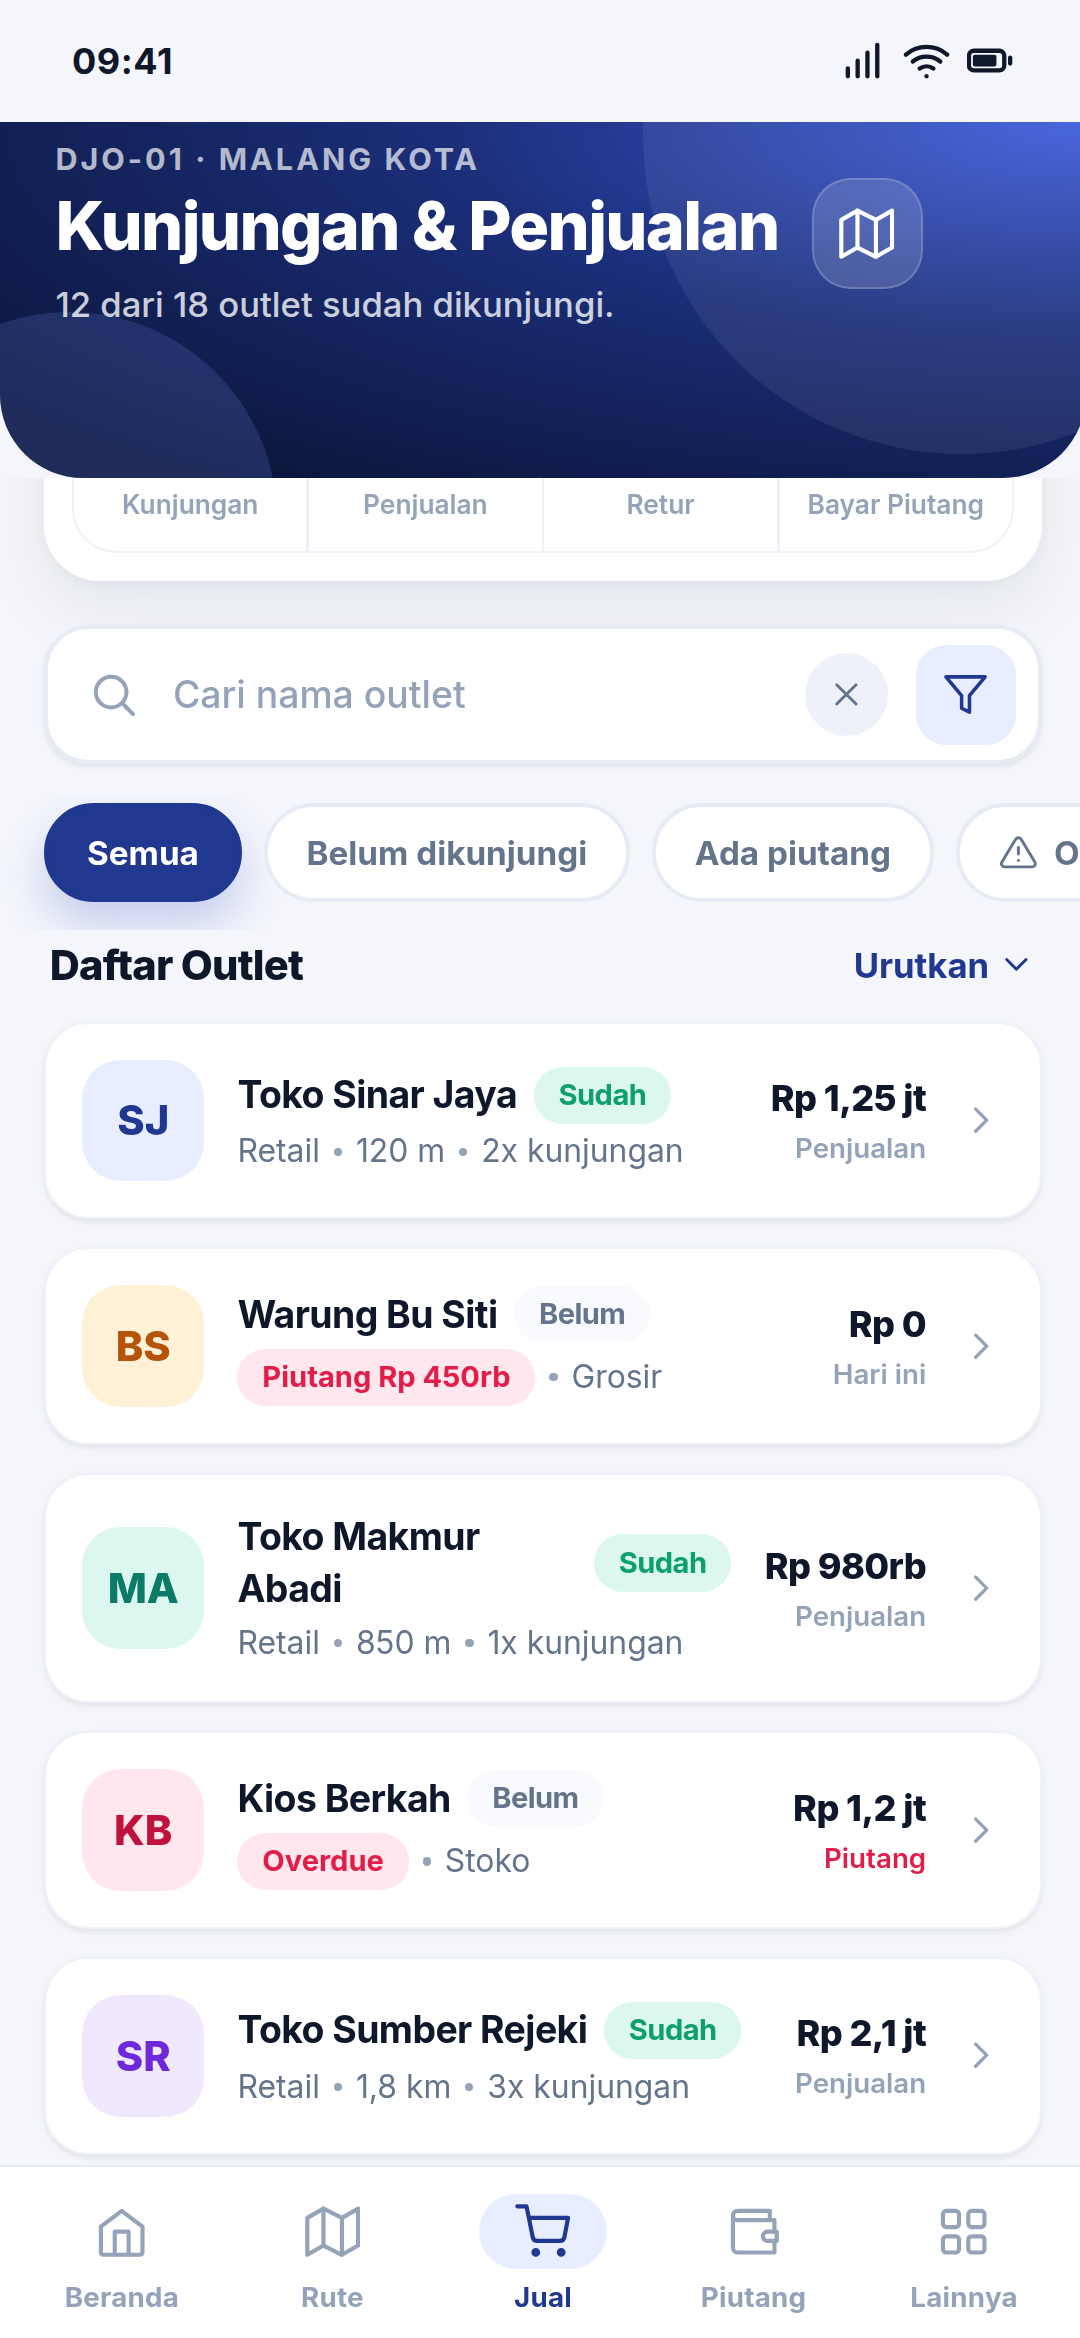 09:41
DJO-01 · MALANG KOTA
Kunjungan & Penjualan
12 dari 18 outlet sudah dikunjungi.
Kunjungan
Penjualan
Retur
Bayar Piutang
Cari nama outlet
Semua
Belum dikunjungi
Ada piutang
Daftar Outlet
Urutkan
SJ
Toko Sinar Jaya
Sudah
Retail • 120 m • 2x kunjungan
Rp 1,25 jt
Penjualan
BS
Warung Bu Siti
Belum
Piutang Rp 450rb • Grosir
Rp 0
Hari ini
MA
Toko Makmur
Abadi
Sudah
Retail • 850 m • 1x kunjungan
Rp 980rb
Penjualan
KB
Kios Berkah
Belum
Overdue • Stoko
Rp 1,2 jt
Piutang
SR
Toko Sumber Rejeki
Sudah
Retail • 1,8 km • 3x kunjungan
Rp 2,1 jt
Penjualan
Beranda
Rute
Jual
Piutang
Lainnya